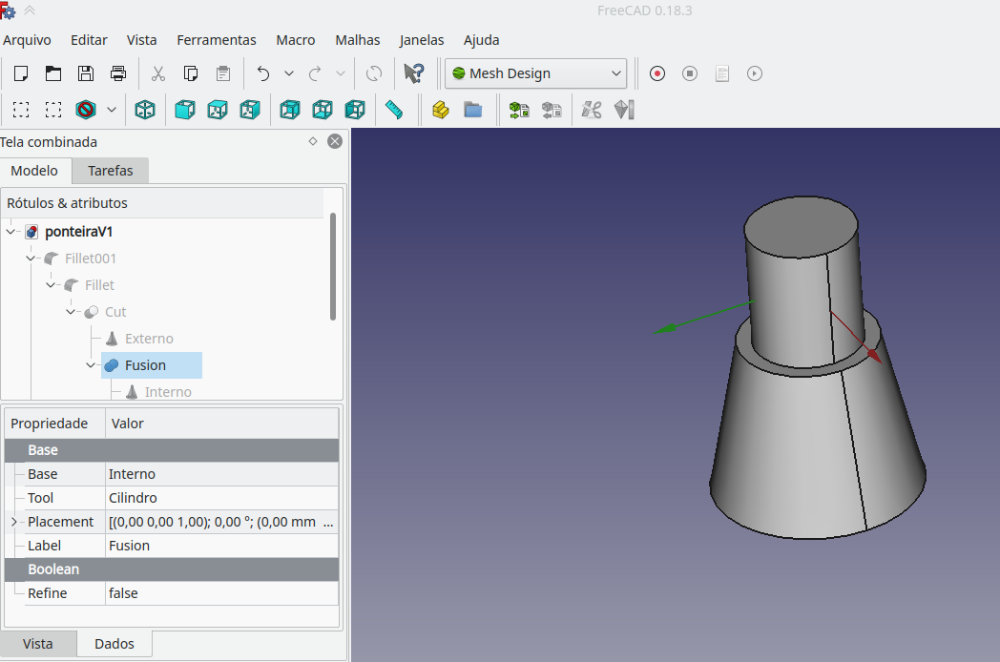 FreeCAD 0.18.3
Arquivo Editar Vista Ferramentas Macro Malhas Janelas Ajuda
Mesh Design
Tela combinada
Modelo Tarefas
Rótulos & atributos
ponteiraV1
Fillet001
Fillet
Cut
Externo
Fusion
Interno
Propriedade Valor
Base
Base Interno
Tool Cilindro
Placement [(0,00 0,00 1,00); 0,00 °; (0,00 mm ...
Label Fusion
Boolean
Refine false
Vista Dados